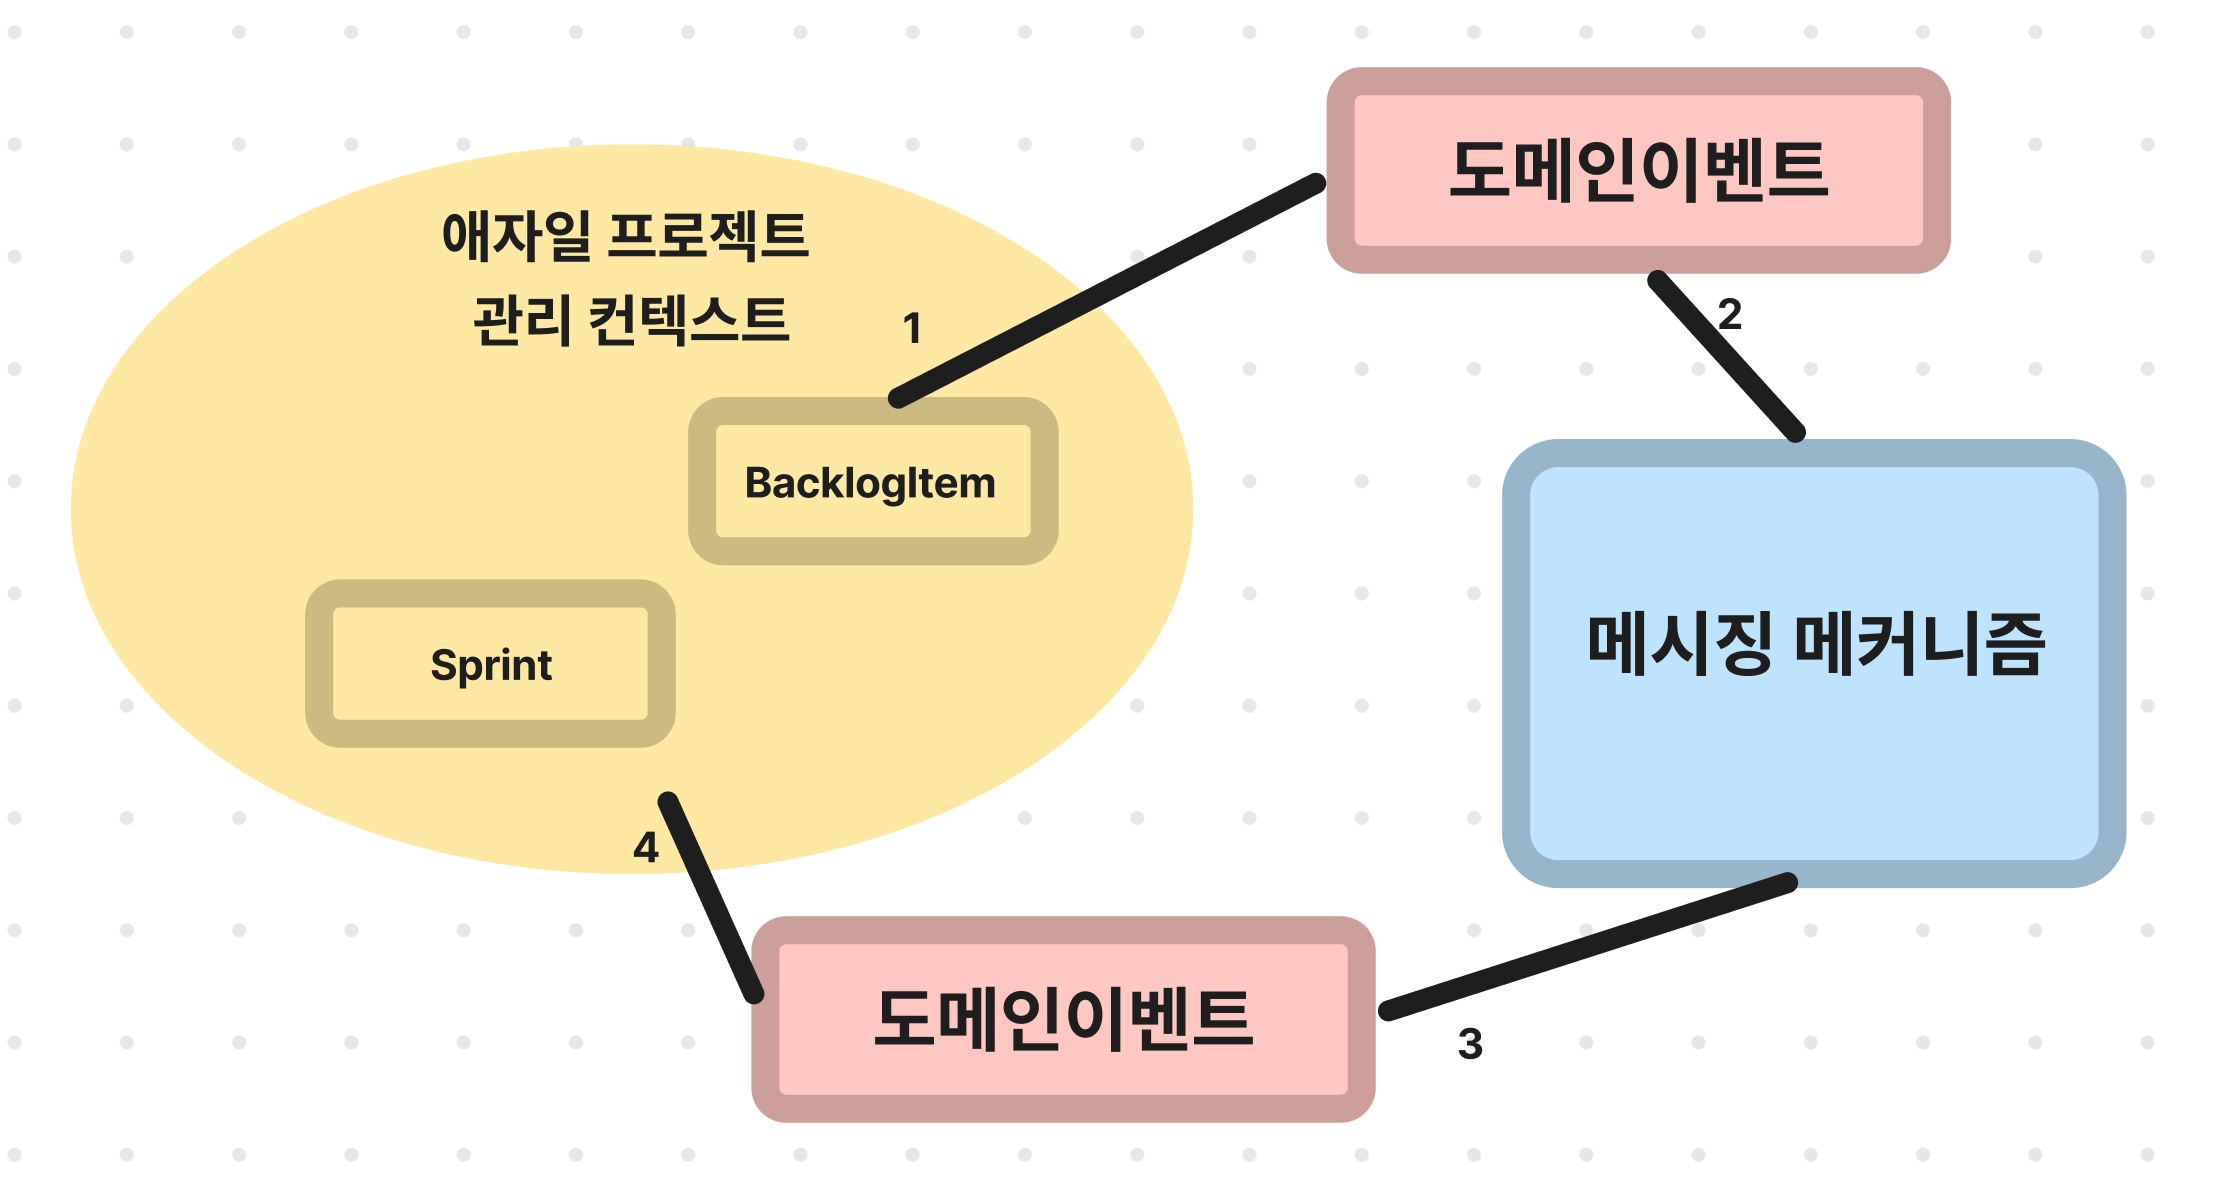 도메인이벤트
애자일 프로젝트
관리 컨텍스트
1
2
BacklogItem
메시징 메커니즘
Sprint
4
도메인이벤트
3